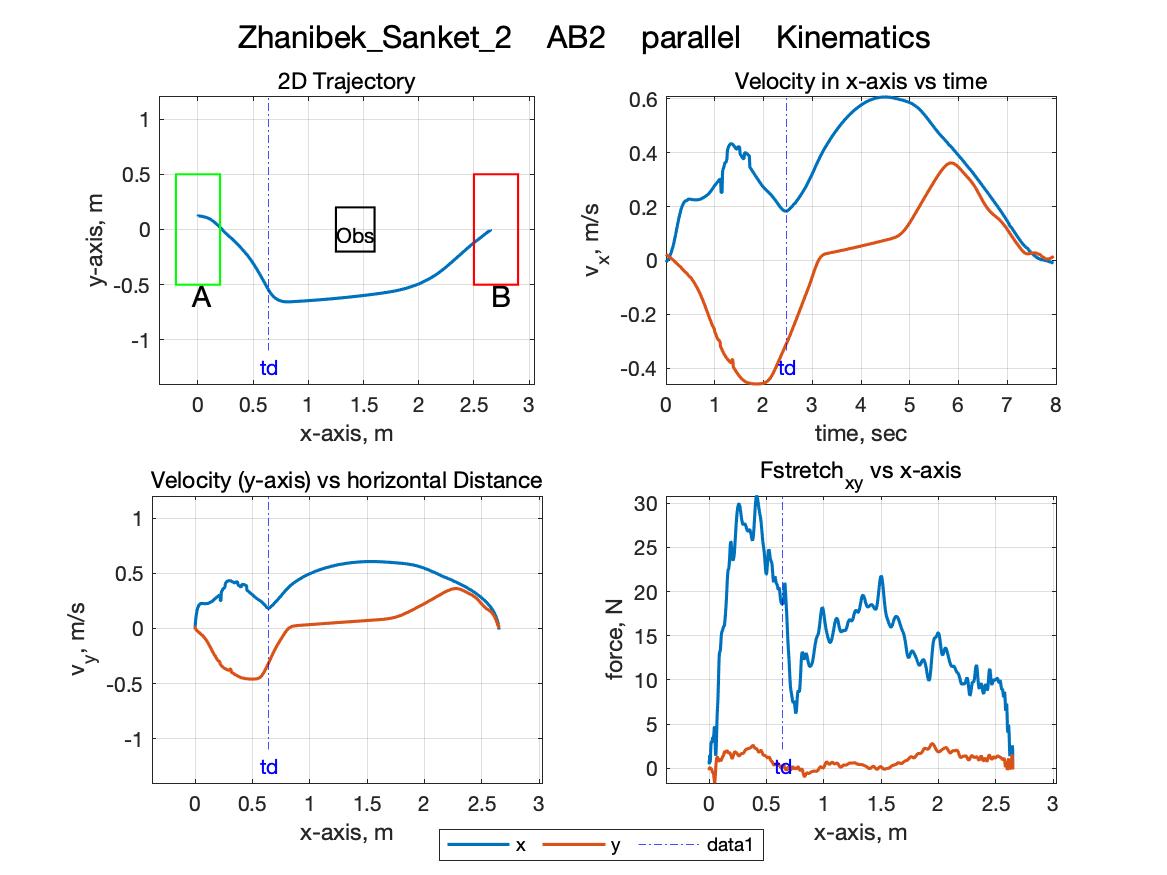 Zhanibek_Sanket_2 AB2 parallel Kinematics
2D Trajectory
1
0.5
0
-0.5
-1
y-axis, m
0 0.5 1 1.5 2 2.5 3
x-axis, m
A
Obs
B
td
Velocity in x-axis vs time
0.6
0.4
0.2
0
-0.2
-0.4
vx, m/s
0 1 2 3 4 5 6 7 8
time, sec
td
Velocity (y-axis) vs horizontal Distance
1
0.5
0
-0.5
-1
vy, m/s
0 0.5 1 1.5 2 2.5 3
x-axis, m
td
Fstretchxy vs x-axis
30
25
20
15
10
5
0
force, N
0 0.5 1 1.5 2 2.5 3
x-axis, m
td
x y data1